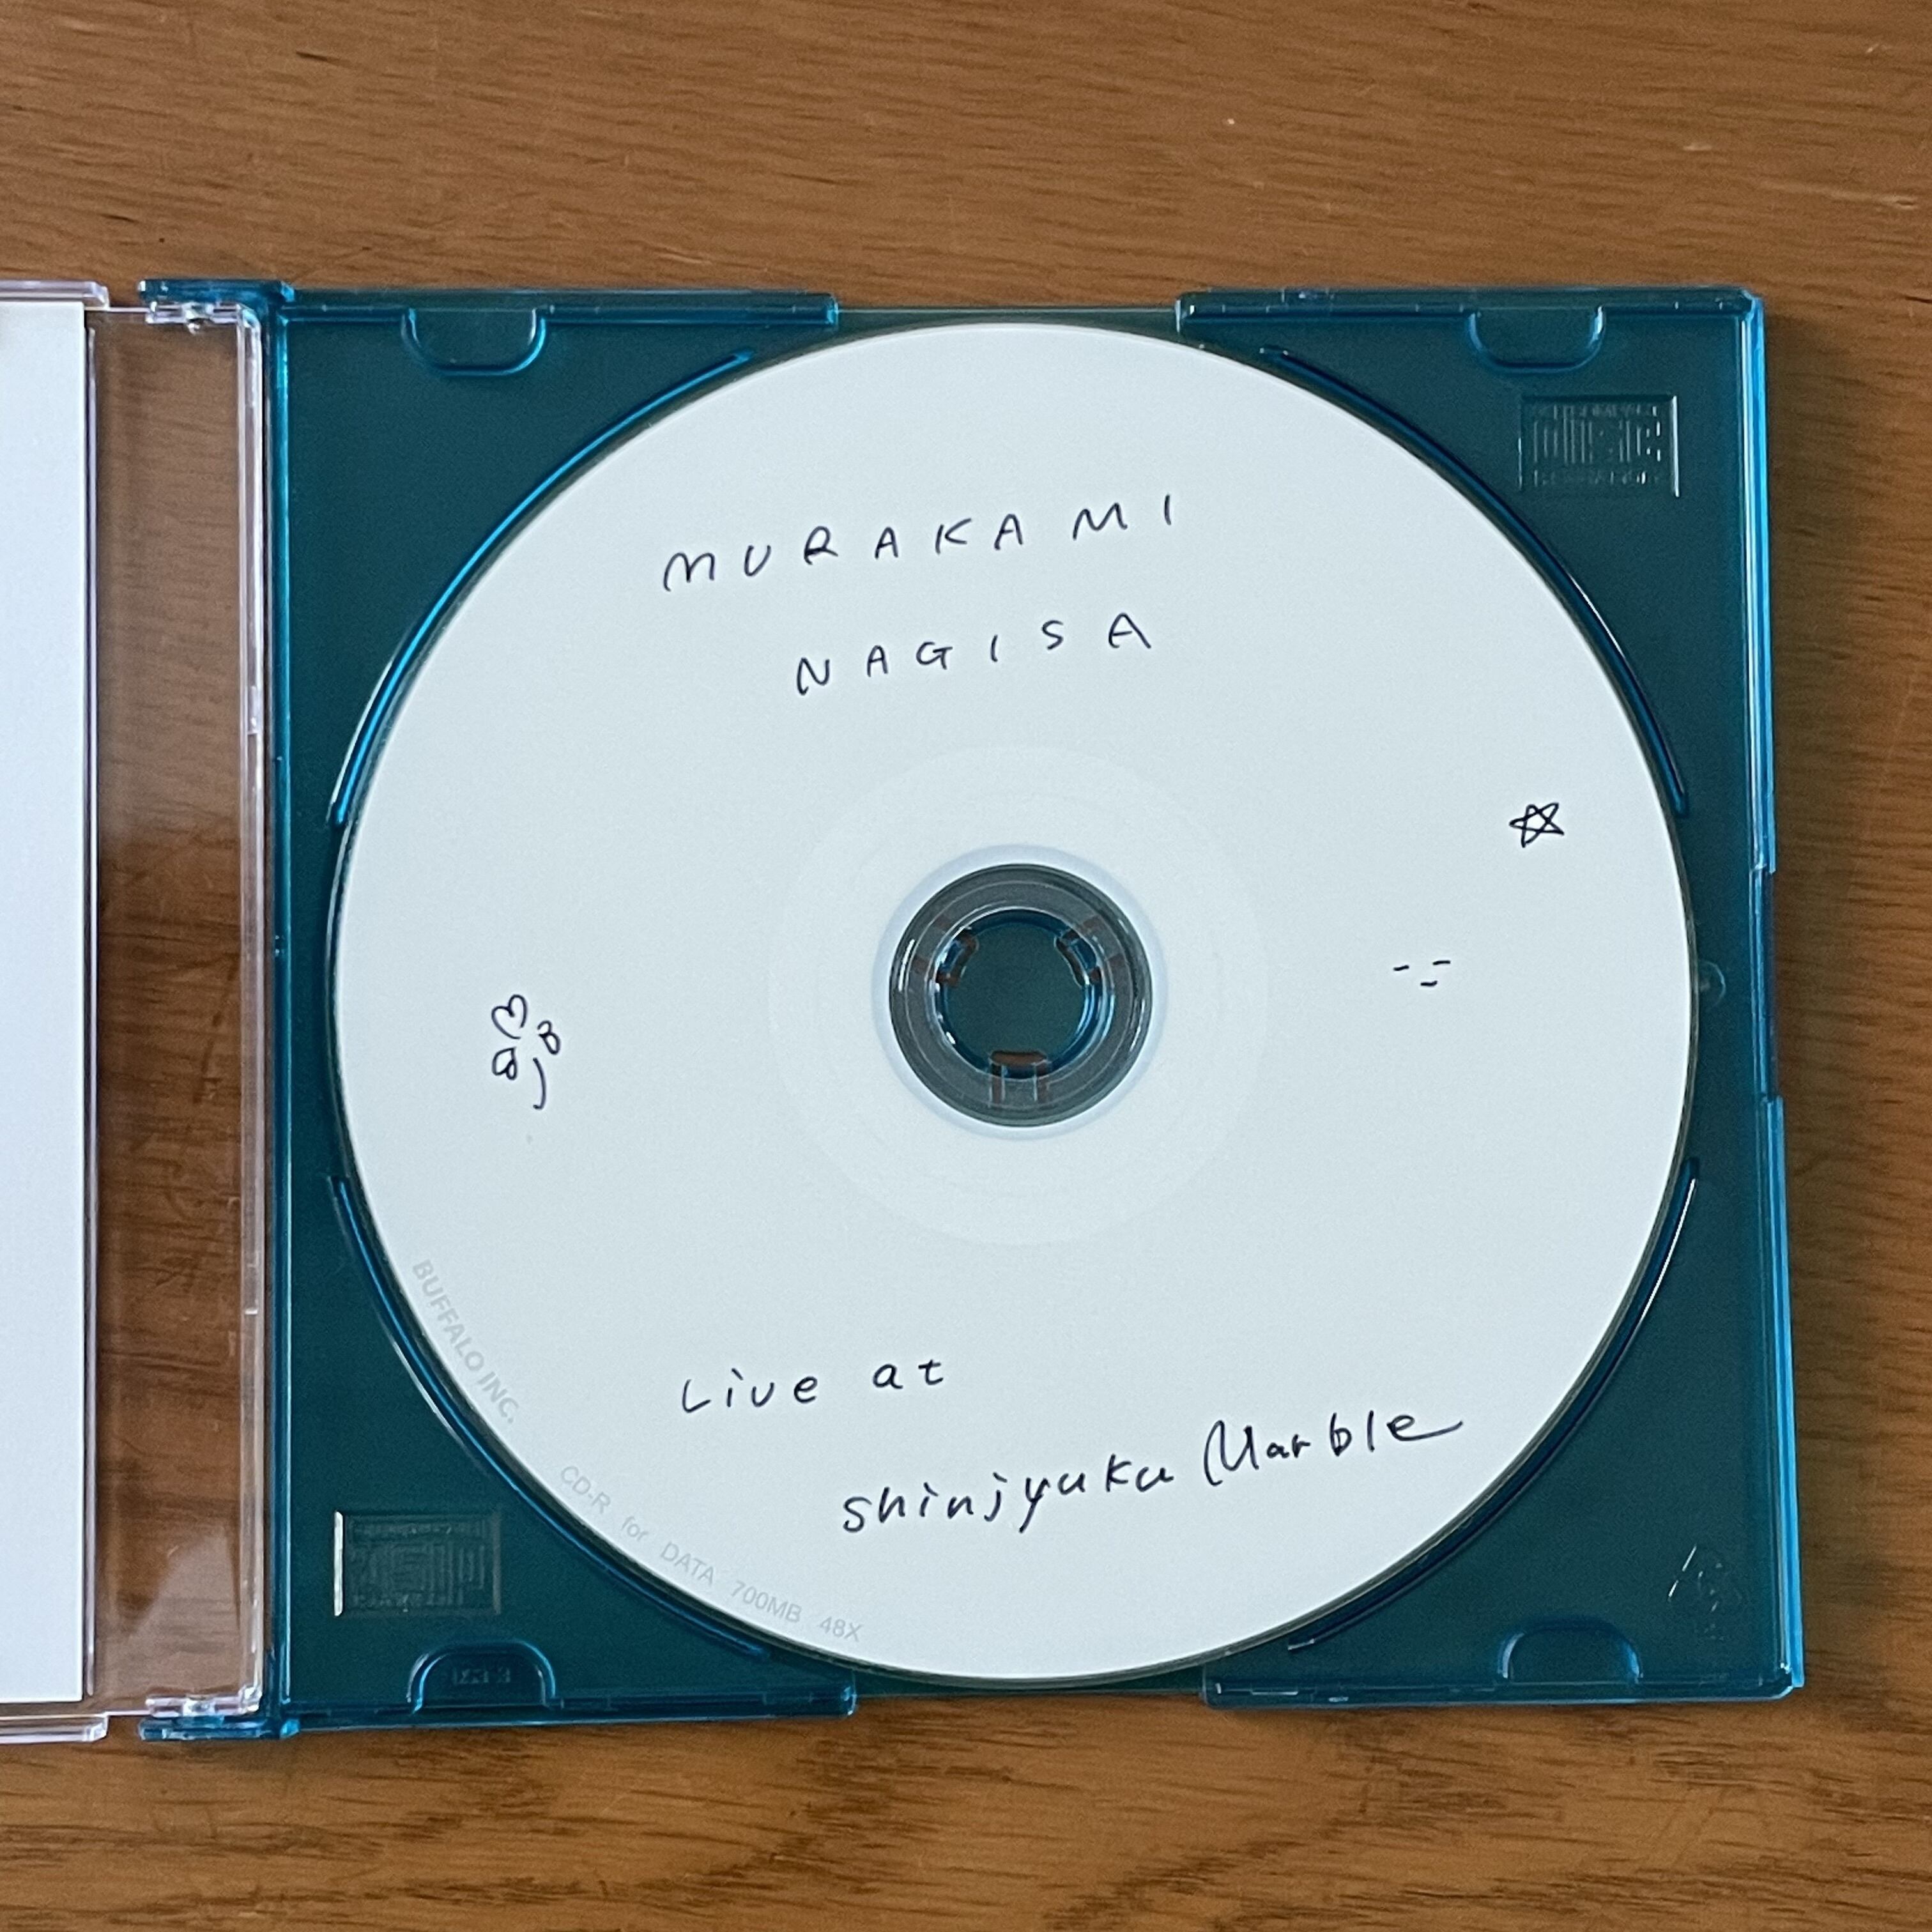 MURAKAMI
NAGISA
Live at
shinjyuku Marble
BUFFALO INC.
CD-R for DATA 700MB 48X